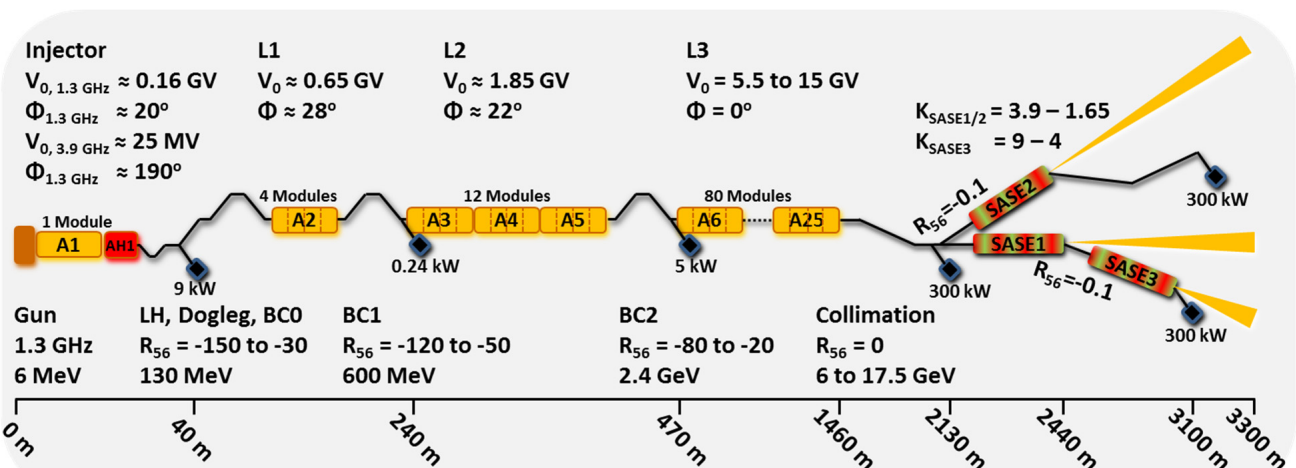 Injector
V₀, 1.3 GHz ≈ 0.16 GV
Φ1.3 GHz ≈ 20°
V₀, 3.9 GHz ≈ 25 MV
Φ1.3 GHz ≈ 190°
L1
V₀ ≈ 0.65 GV
Φ ≈ 28°
L2
V₀ ≈ 1.85 GV
Φ ≈ 22°
L3
V₀ = 5.5 to 15 GV
Φ = 0°
KSASE1/2 = 3.9 – 1.65
KSASE3 = 9 – 4
1 Module
4 Modules
12 Modules
80 Modules
A1
AH1
A2
A3
A4
A5
A6
A25
R₅₆=-0.1
SASE2
SASE1
R₅₆=-0.1
SASE3
9 kW
0.24 kW
5 kW
300 kW
300 kW
300 kW
Gun
1.3 GHz
6 MeV
LH, Dogleg, BC0
R₅₆ = -150 to -30
130 MeV
BC1
R₅₆ = -120 to -50
600 MeV
BC2
R₅₆ = -80 to -20
2.4 GeV
Collimation
R₅₆ = 0
6 to 17.5 GeV
0 m
40 m
240 m
470 m
1460 m
2130 m
2440 m
3100 m
3300 m